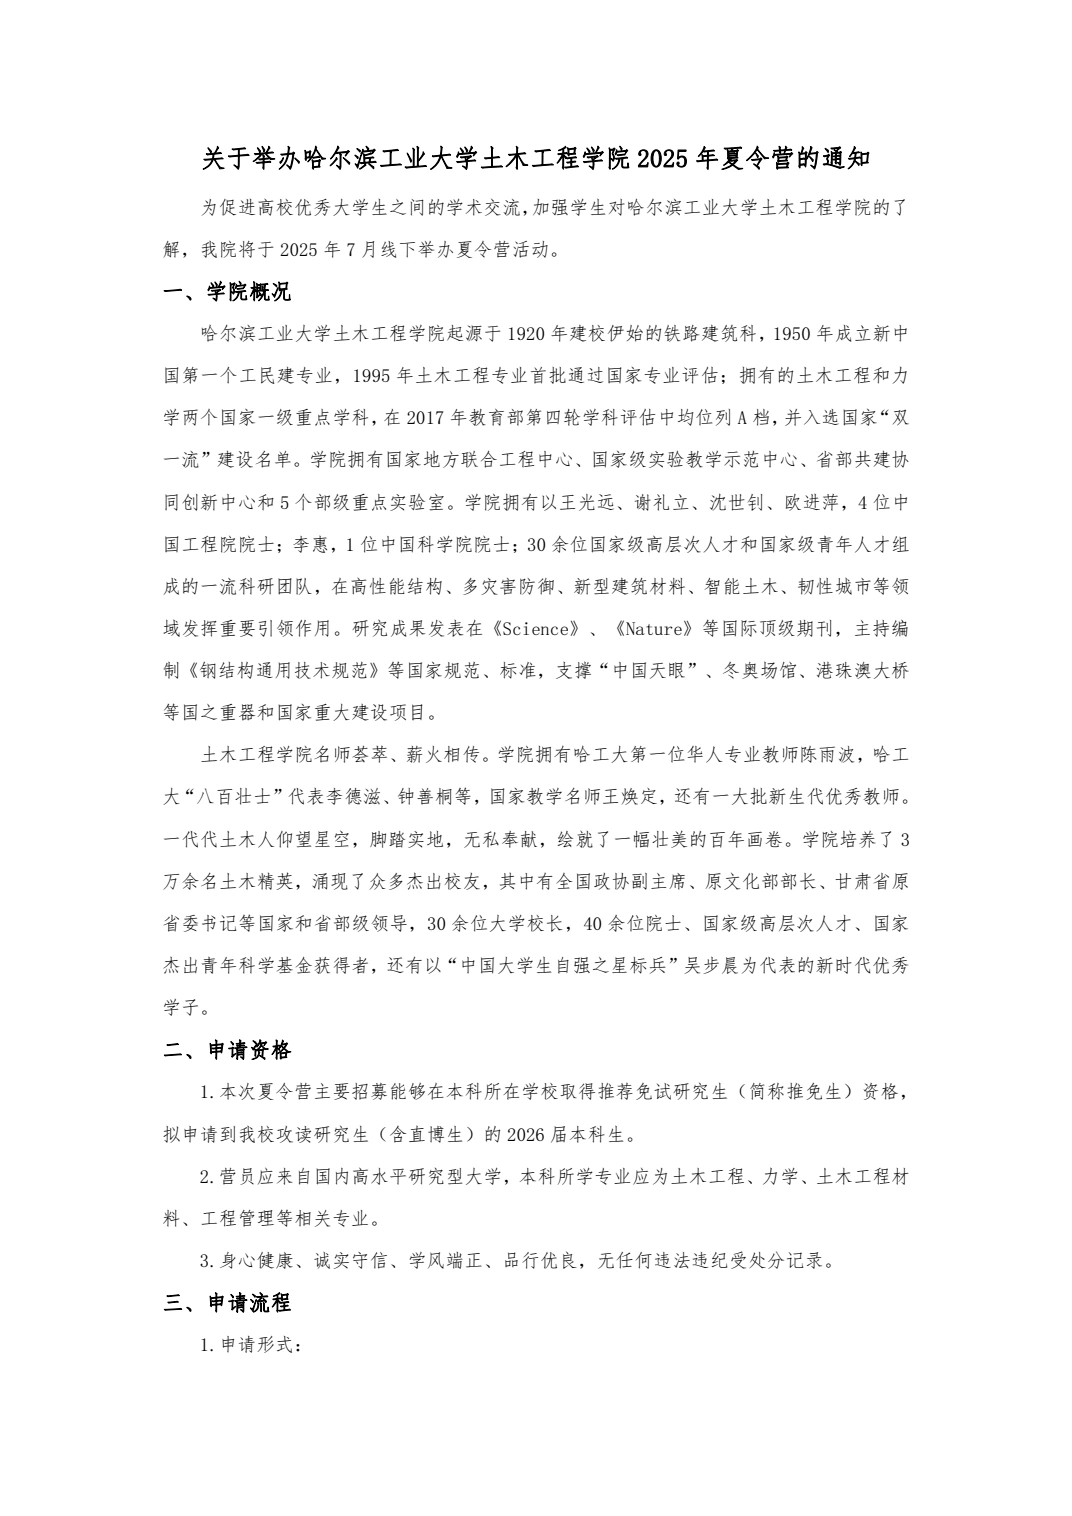 关于举办哈尔滨工业大学土木工程学院 2025 年夏令营的通知
为促进高校优秀大学生之间的学术交流，加强学生对哈尔滨工业大学土木工程学院的了
解，我院将于 2025 年 7 月线下举办夏令营活动。
一、学院概况
哈尔滨工业大学土木工程学院起源于 1920 年建校伊始的铁路建筑科，1950 年成立新中
国第一个工民建专业，1995 年土木工程专业首批通过国家专业评估；拥有的土木工程和力
学两个国家一级重点学科，在 2017 年教育部第四轮学科评估中均位列 A 档，并入选国家“双
一流”建设名单。学院拥有国家地方联合工程中心、国家级实验教学示范中心、省部共建协
同创新中心和 5 个部级重点实验室。学院拥有以王光远、谢礼立、沈世钊、欧进萍，4 位中
国工程院院士；李惠，1 位中国科学院院士；30 余位国家级高层次人才和国家级青年人才组
成的一流科研团队，在高性能结构、多灾害防御、新型建筑材料、智能土木、韧性城市等领
域发挥重要引领作用。研究成果发表在《Science》、《Nature》等国际顶级期刊，主持编
制《钢结构通用技术规范》等国家规范、标准，支撑“中国天眼”、冬奥场馆、港珠澳大桥
等国之重器和国家重大建设项目。
土木工程学院名师荟萃、薪火相传。学院拥有哈工大第一位华人专业教师陈雨波，哈工
大“八百壮士”代表李德滋、钟善桐等，国家教学名师王焕定，还有一大批新生代优秀教师。
一代代土木人仰望星空，脚踏实地，无私奉献，绘就了一幅壮美的百年画卷。学院培养了 3
万余名土木精英，涌现了众多杰出校友，其中有全国政协副主席、原文化部部长、甘肃省原
省委书记等国家和省部级领导，30 余位大学校长，40 余位院士、国家级高层次人才、国家
杰出青年科学基金获得者，还有以“中国大学生自强之星标兵”吴步晨为代表的新时代优秀
学子。
二、申请资格
1.本次夏令营主要招募能够在本科所在学校取得推荐免试研究生（简称推免生）资格，
拟申请到我校攻读研究生（含直博生）的 2026 届本科生。
2.营员应来自国内高水平研究型大学，本科所学专业应为土木工程、力学、土木工程材
料、工程管理等相关专业。
3.身心健康、诚实守信、学风端正、品行优良，无任何违法违纪受处分记录。
三、申请流程
1.申请形式：